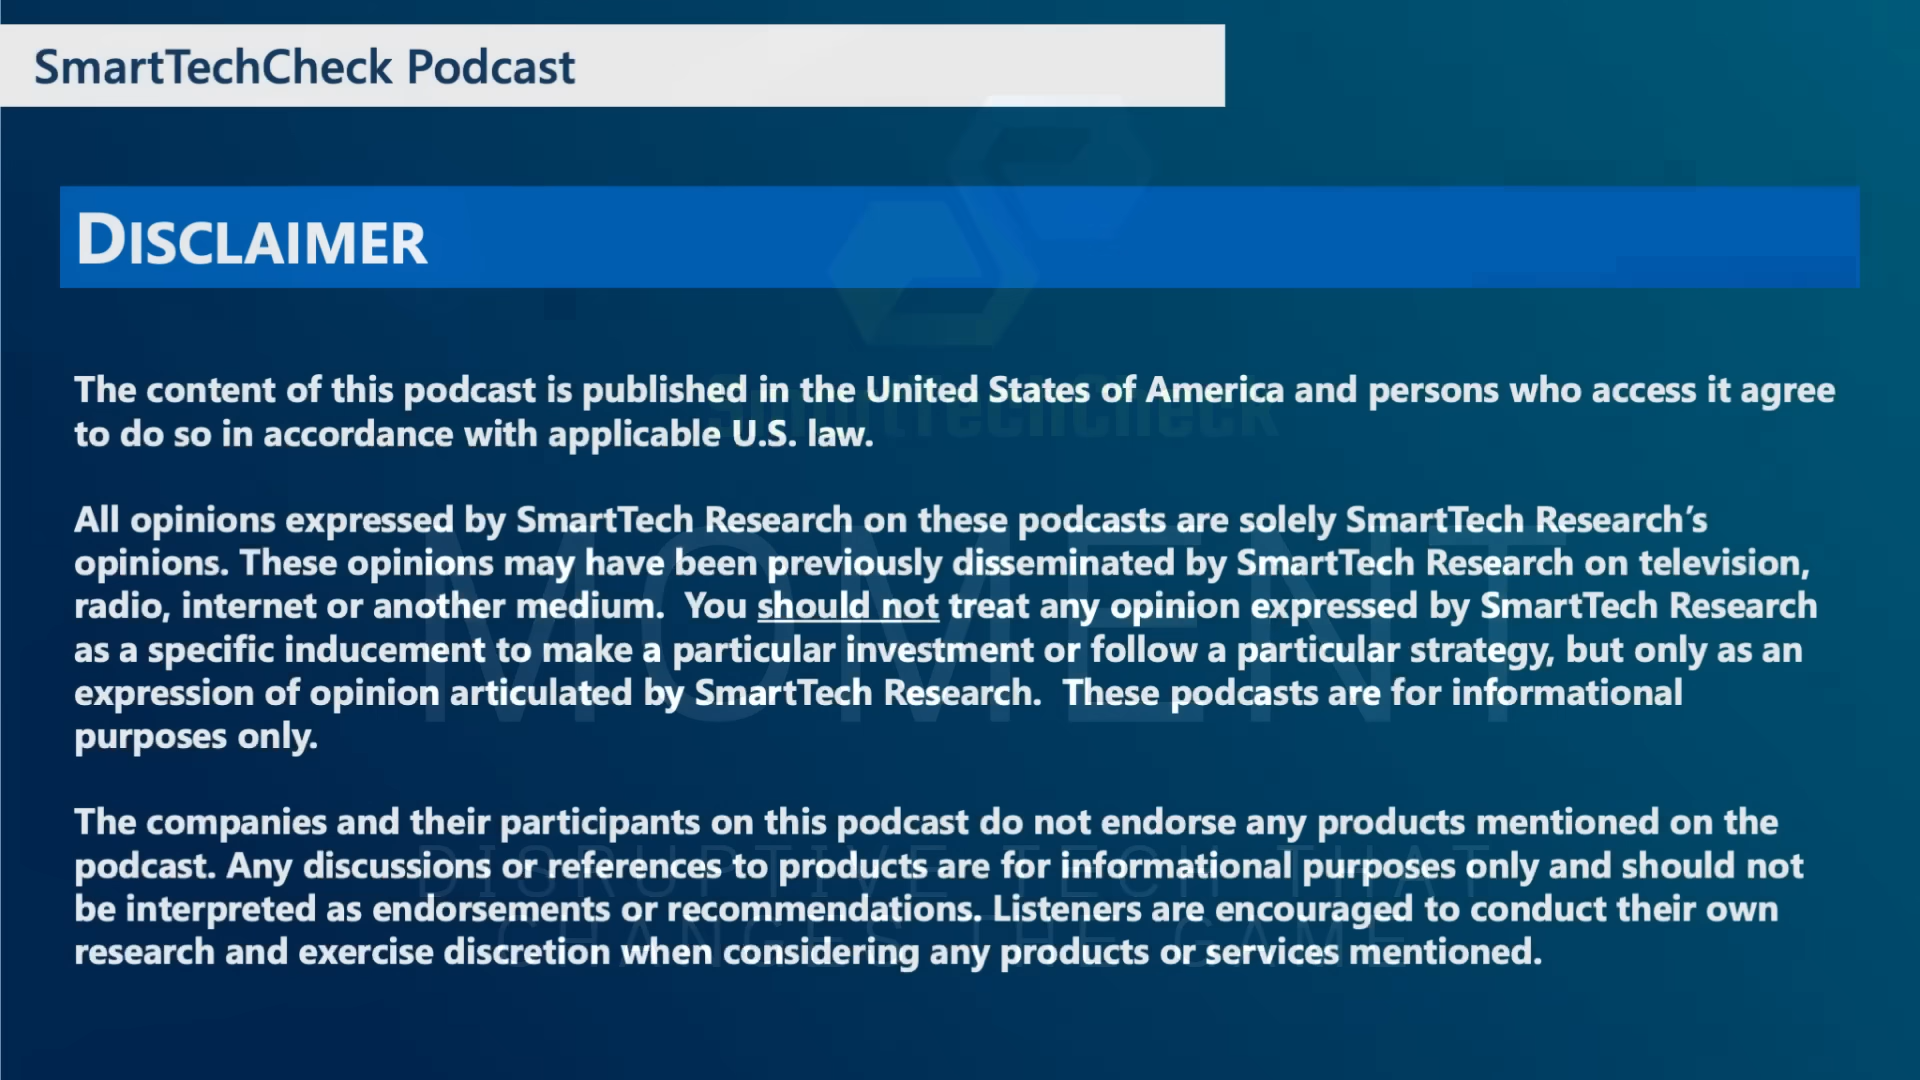 SmartTechCheck Podcast
DISCLAIMER
The content of this podcast is published in the United States of America and persons who access it agree
to do so in accordance with applicable U.S. law.
All opinions expressed by SmartTech Research on these podcasts are solely SmartTech Research’s
opinions. These opinions may have been previously disseminated by SmartTech Research on television,
radio, internet or another medium.  You should not treat any opinion expressed by SmartTech Research
as a specific inducement to make a particular investment or follow a particular strategy, but only as an
expression of opinion articulated by SmartTech Research.  These podcasts are for informational
purposes only.
The companies and their participants on this podcast do not endorse any products mentioned on the
podcast. Any discussions or references to products are for informational purposes only and should not
be interpreted as endorsements or recommendations. Listeners are encouraged to conduct their own
research and exercise discretion when considering any products or services mentioned.
SmartTechCheck
MOMENT
DISRUPTIVE TECH THAT
CHANGES THE GAME